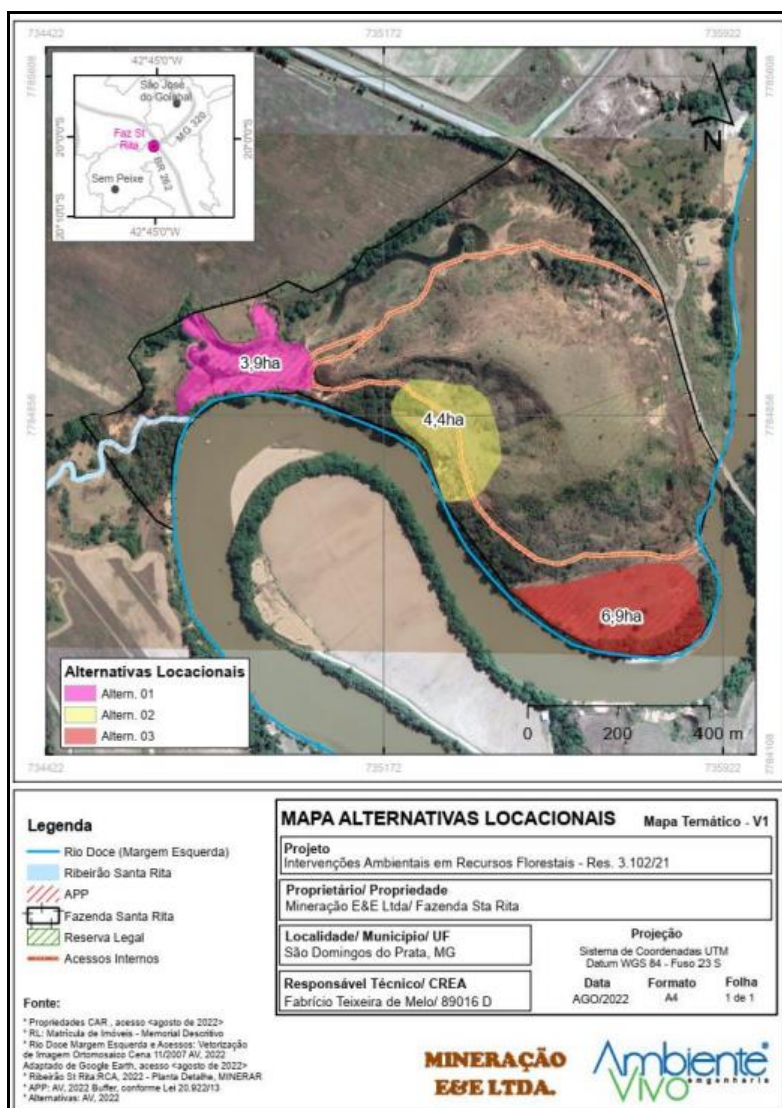 734422 735172 735922
7785608 7785608
42°45'0"W
São José
do Goiabal
MG 320
20°0'0"S 20°0'0"S
Faz St
Rita
BR 262
Sem Peixe
20°10'0"S
42°45'0"W
N
3,9ha
4,4ha
6,9ha
7784856 7784856
Alternativas Locacionais
Altern. 01
Altern. 02
Altern. 03
0 200 400 m
7784108
734422 735172 735922
Legenda
Rio Doce (Margem Esquerda)
Ribeirão Santa Rita
APP
Fazenda Santa Rita
Reserva Legal
Acessos Internos
Fonte:
* Propriedades CAR , acesso <agosto de 2022>
* RL: Matrícula de Imóveis - Memorial Descritivo
* Rio Doce Margem Esquerda e Acessos: Vetorização
de Imagem Ortomosaico Cena 11/2007 AV, 2022
Adaptado de Google Earth, acesso <agosto de 2022>
* Ribeirão St Rita:RCA, 2022 - Planta Detalhe, MINERAR
* APP: AV, 2022 Buffer, conforme Lei 20.922/13
* Alternativas: AV, 2022
MAPA ALTERNATIVAS LOCACIONAIS Mapa Temático - V1
Projeto
Intervenções Ambientais em Recursos Florestais - Res. 3.102/21
Proprietário/ Propriedade
Mineração E&E Ltda/ Fazenda Sta Rita
Localidade/ Município/ UF
São Domingos do Prata, MG
Responsável Técnico/ CREA
Fabrício Teixeira de Melo/ 89016 D
Projeção
Sistema de Coordenadas UTM
Datum WGS 84 - Fuso 23 S
Data Formato Folha
AGO/2022 A4 1 de 1
MINERAÇÃO
E&E LTDA.
Ambiente
VIVO engenharia